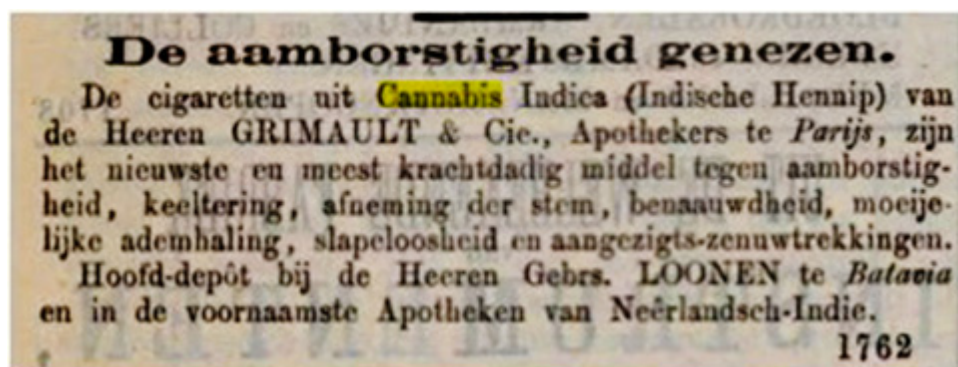 De aamborstigheid genezen.
De cigaretten uit Cannabis Indica (Indische Hennip) van
de Heeren GRIMAULT & Cie., Apothekers te Parijs, zijn
het nieuwste en meest krachtdadig middel tegen aamborstig-
heid, keeltering, afneming der stem, benaauwdheid, moeije-
lijke ademhaling, slapeloosheid en aangezigts-zenuwtrekkingen.
Hoofd-depôt bij de Heeren Gebrs. LOONEN te Batavia
en in de voornaamste Apotheken van Neêrlandsch-Indie.
1762